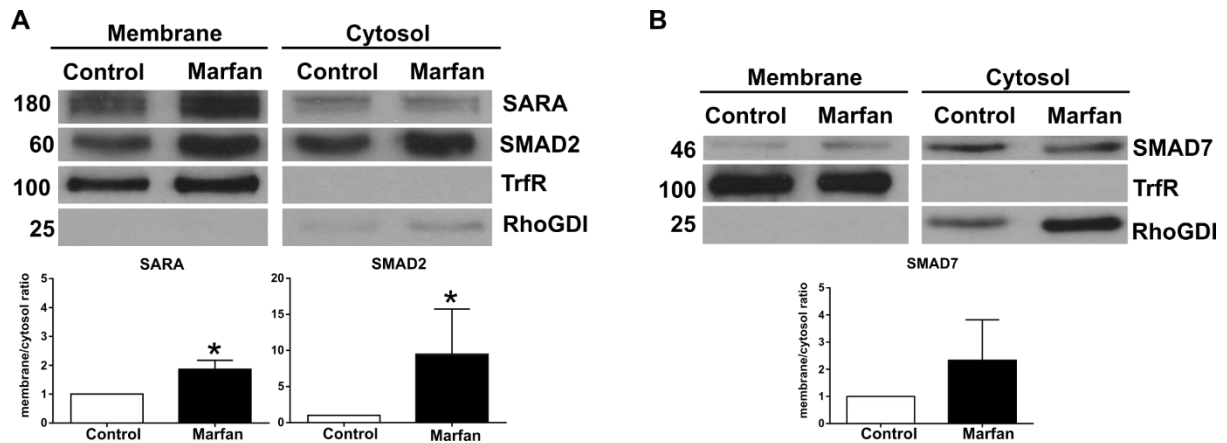 A
Membrane Cytosol
Control Marfan Control Marfan
180 SARA
60 SMAD2
100 TrfR
25 RhoGDI
SARA
membrane/cytosol ratio
5
4
3
2
1
0
*
Control Marfan
SMAD2
20
15
10
5
0
*
Control Marfan
B
Membrane Cytosol
Control Marfan Control Marfan
46 SMAD7
100 TrfR
25 RhoGDI
SMAD7
membrane/cytosol ratio
5
4
3
2
1
0
Control Marfan